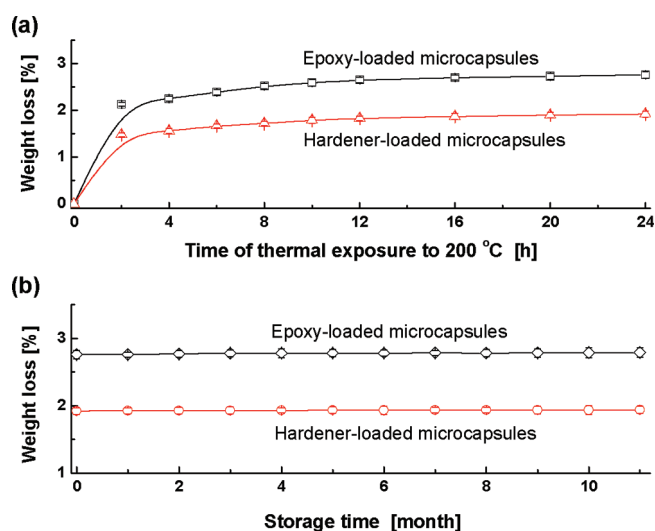 (a)
3
2
1
0
Weight loss [%]
Epoxy-loaded microcapsules
Hardener-loaded microcapsules
0 4 8 12 16 20 24
Time of thermal exposure to 200 °C [h]
(b)
3
2
1
Weight loss [%]
Epoxy-loaded microcapsules
Hardener-loaded microcapsules
0 2 4 6 8 10
Storage time [month]